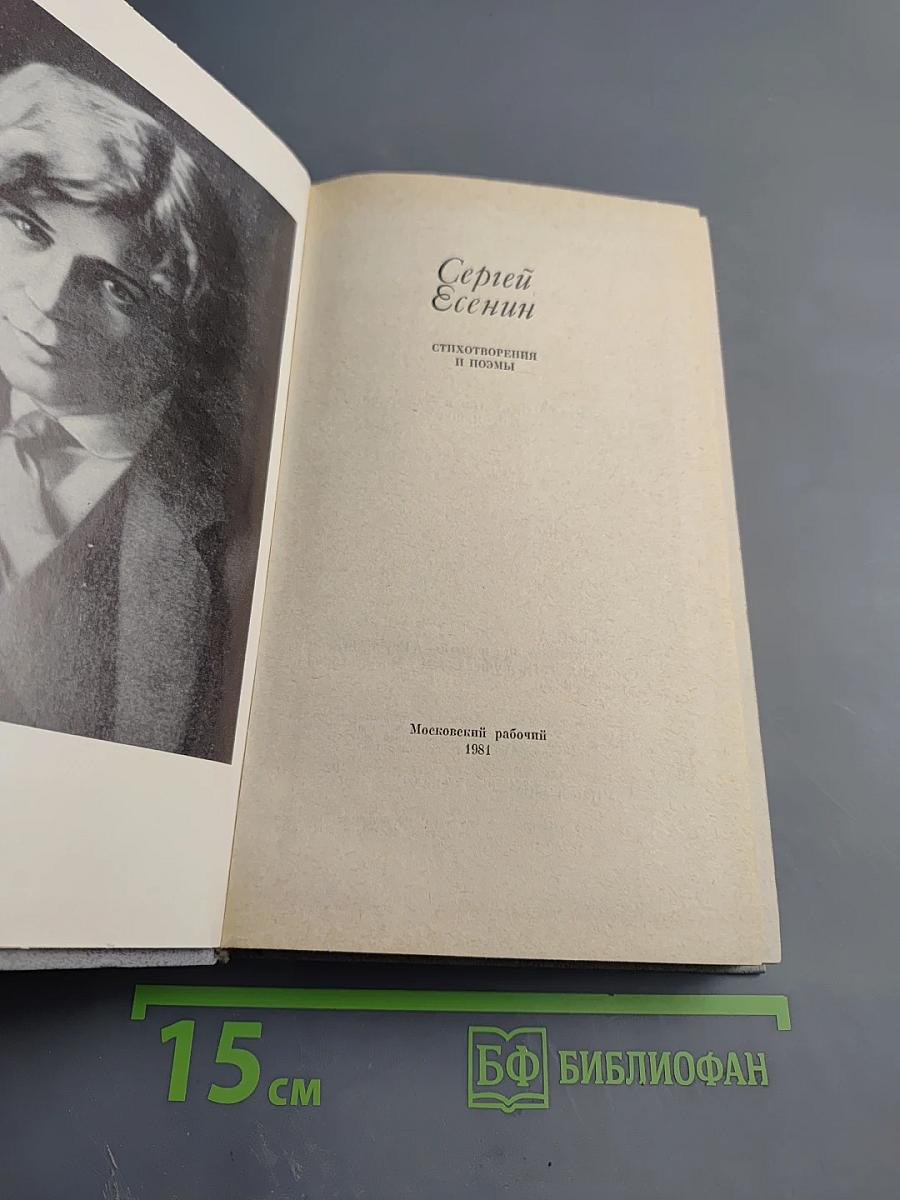 Сергей
Есенин
СТИХОТВОРЕНИЯ
И ПОЭМЫ
Московский рабочий
1981
15 см
БФ БИБЛИОФАН